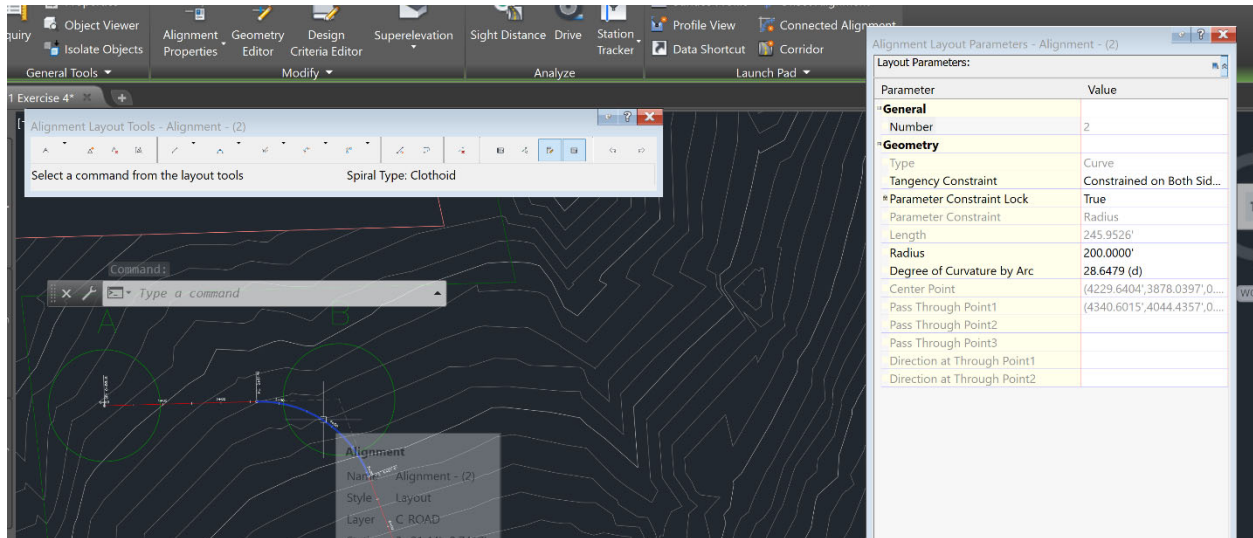 Object Viewer
Isolate Objects
General Tools
Alignment Properties
Geometry Editor
Design Criteria Editor
Superelevation
Modify
Sight Distance
Drive
Station Tracker
Analyze
Profile View
Connected Alignment
Data Shortcut
Corridor
Launch Pad
1 Exercise 4*
Alignment Layout Tools - Alignment - (2)
Select a command from the layout tools
Spiral Type: Clothoid
Command:
Type a command
A
B
Alignment
Name Alignment - (2)
Style Layout
Layer C ROAD
Alignment Layout Parameters - Alignment - (2)
Layout Parameters:
Parameter Value
General
Number 2
Geometry
Type Curve
Tangency Constraint Constrained on Both Sid...
Parameter Constraint Lock True
Parameter Constraint Radius
Length 245.9526'
Radius 200.0000'
Degree of Curvature by Arc 28.6479 (d)
Center Point (4229.6404',3878.0397',0....
Pass Through Point1 (4340.6015',4044.4357',0....
Pass Through Point2
Pass Through Point3
Direction at Through Point1
Direction at Through Point2